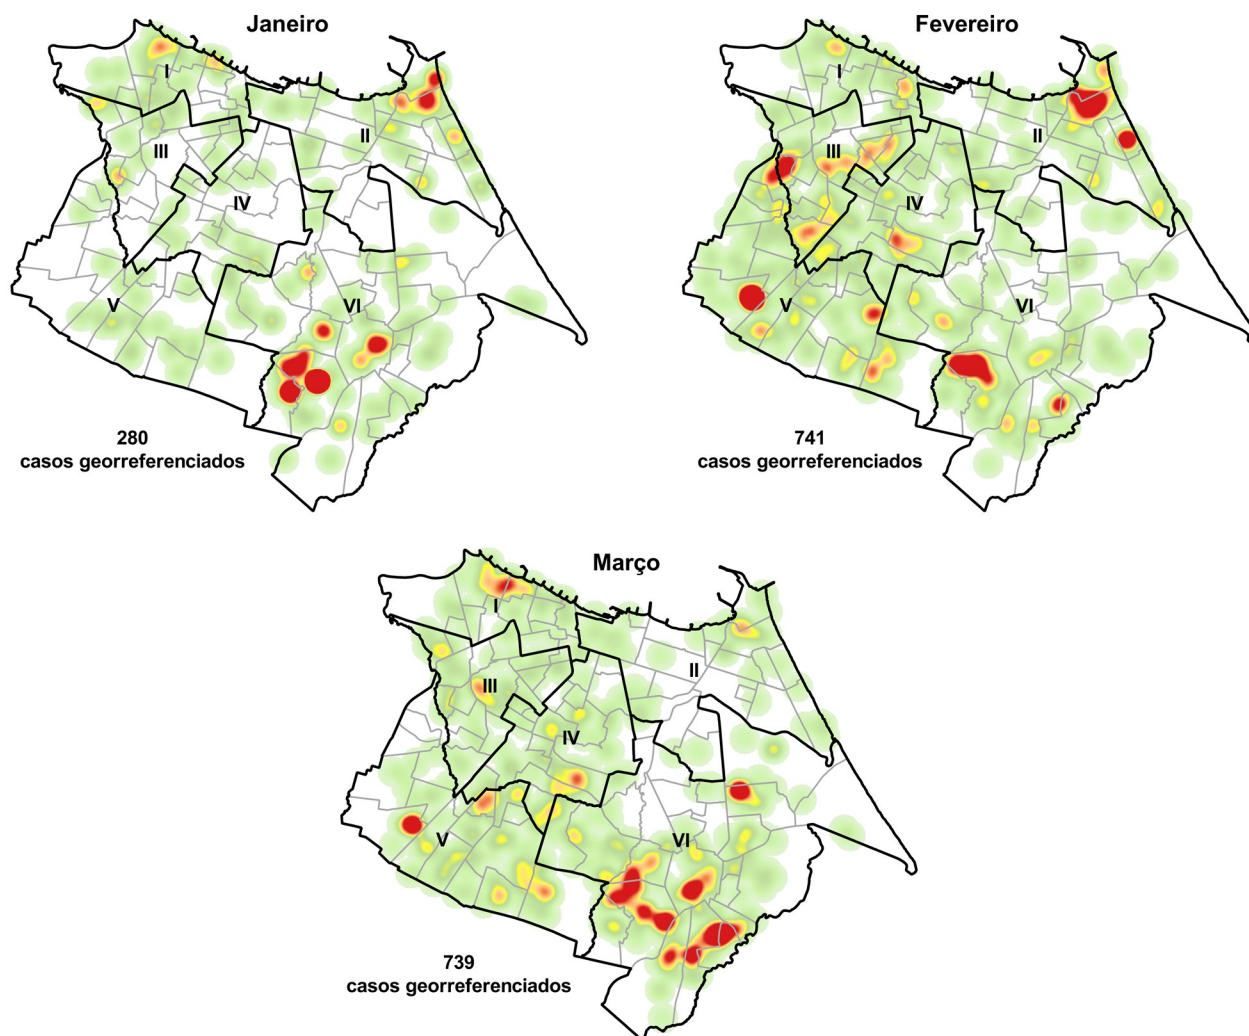 Janeiro
I
II
III
IV
V
VI
280
casos georreferenciados
Fevereiro
I
II
III
IV
V
VI
741
casos georreferenciados
Março
I
II
III
IV
V
VI
739
casos georreferenciados